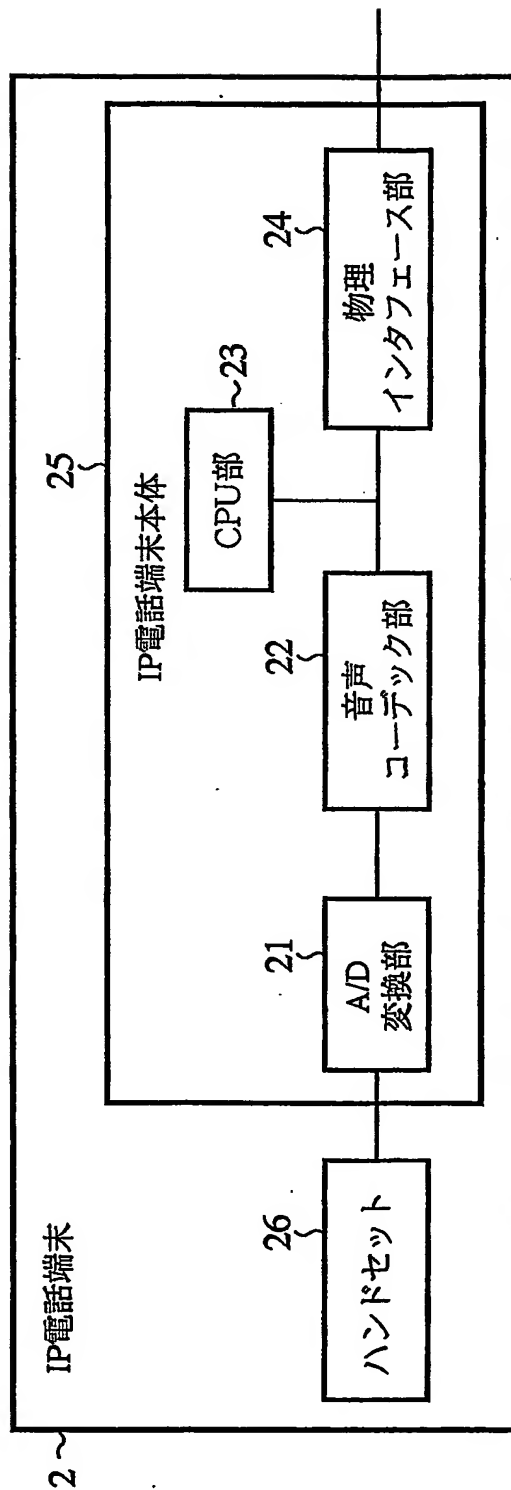 2
IP電話端末
25
IP電話端末本体
23
CPU部
26
ハンドセット
21
A/D
変換部
22
音声
コーデック部
24
物理
インタフェース部